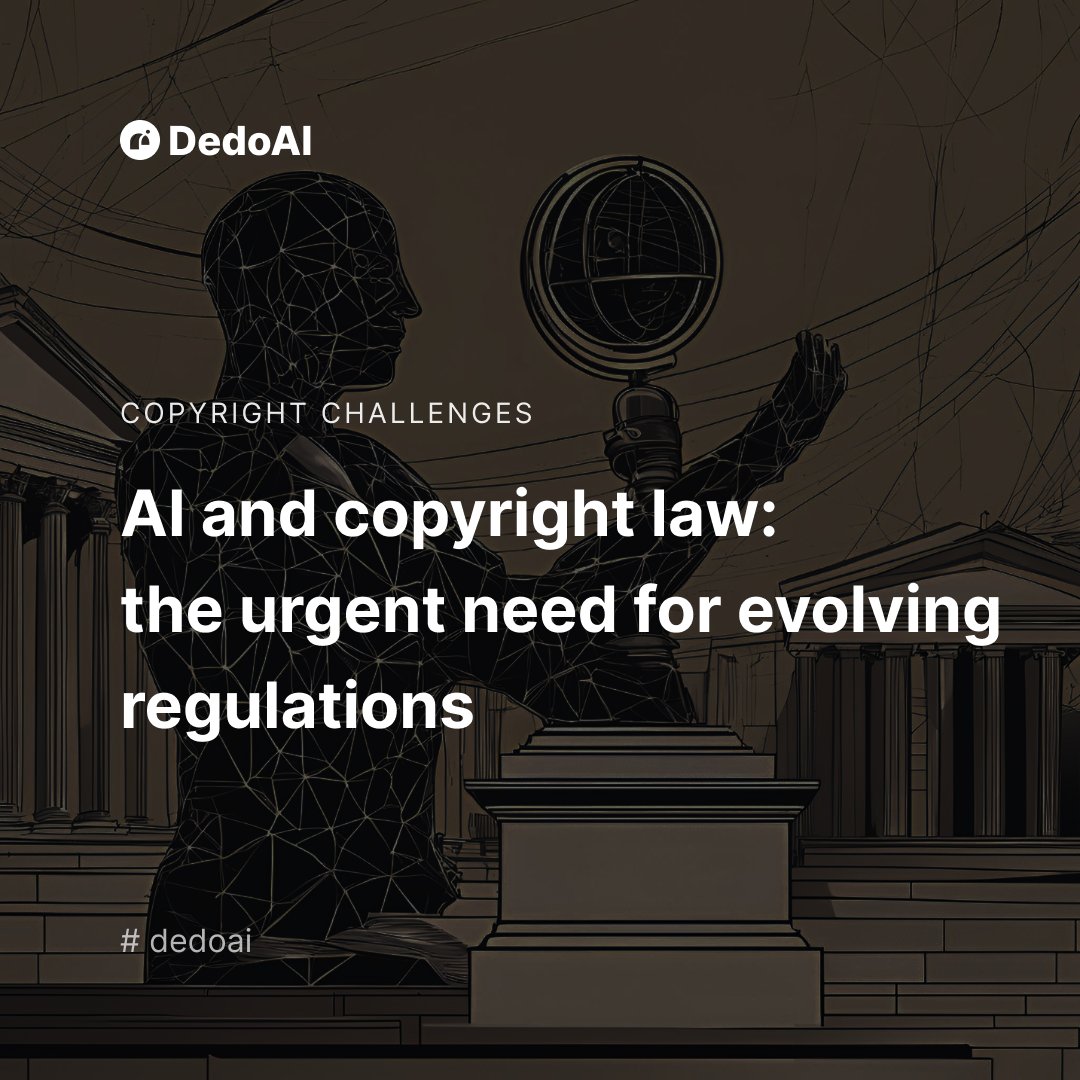 DedoAI
COPYRIGHT CHALLENGES
AI and copyright law:
the urgent need for evolving
regulations
# dedoai